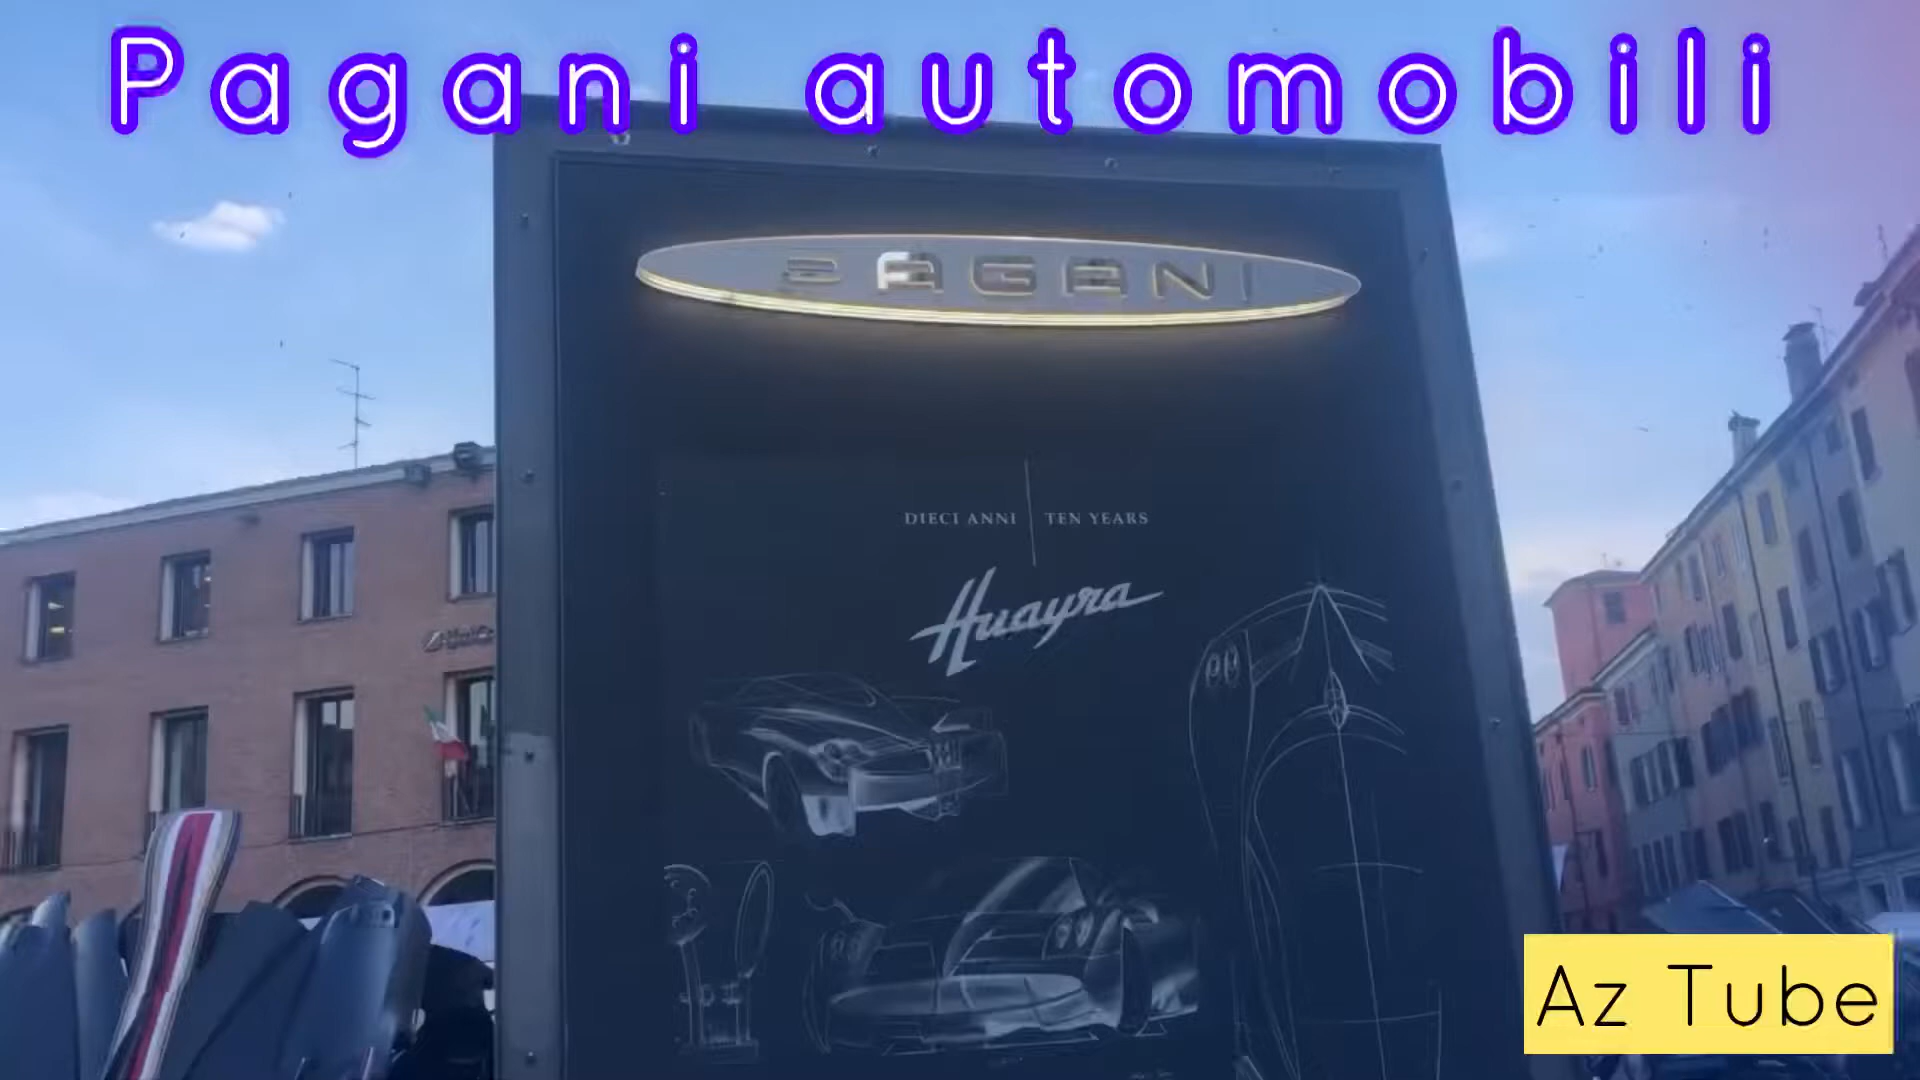 Pagani automobili
PAGANI
DIECI ANNI | TEN YEARS
Huayra
Az Tube